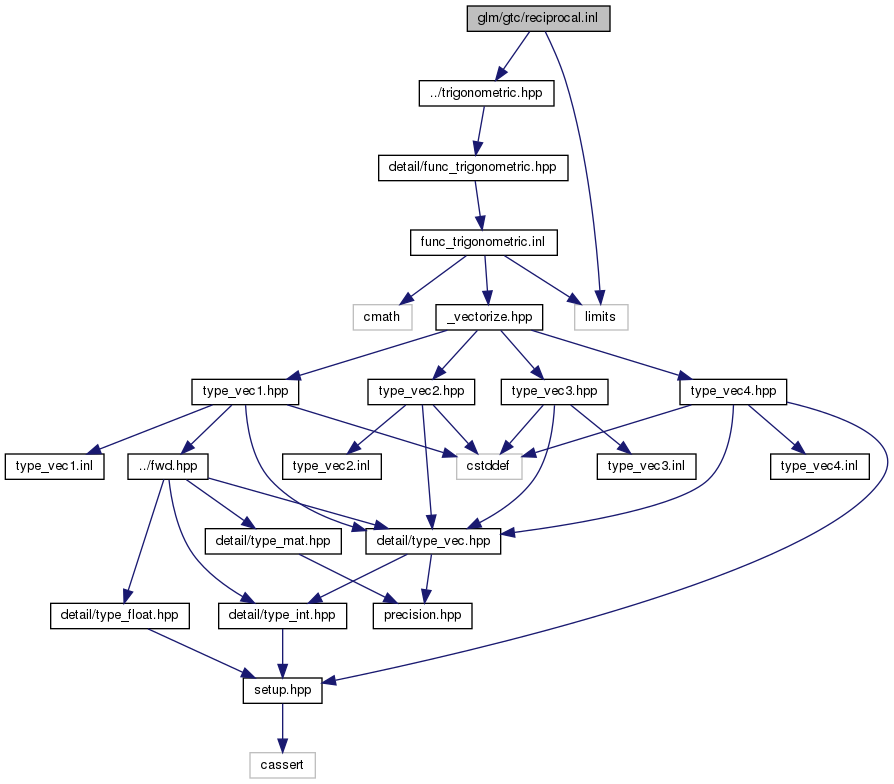 glm/gtc/reciprocal.inl
../trigonometric.hpp
detail/func_trigonometric.hpp
func_trigonometric.inl
cmath
_vectorize.hpp
limits
type_vec1.hpp
type_vec2.hpp
type_vec3.hpp
type_vec4.hpp
type_vec1.inl
../fwd.hpp
type_vec2.inl
cstddef
type_vec3.inl
type_vec4.inl
detail/type_mat.hpp
detail/type_vec.hpp
detail/type_float.hpp
detail/type_int.hpp
precision.hpp
setup.hpp
cassert